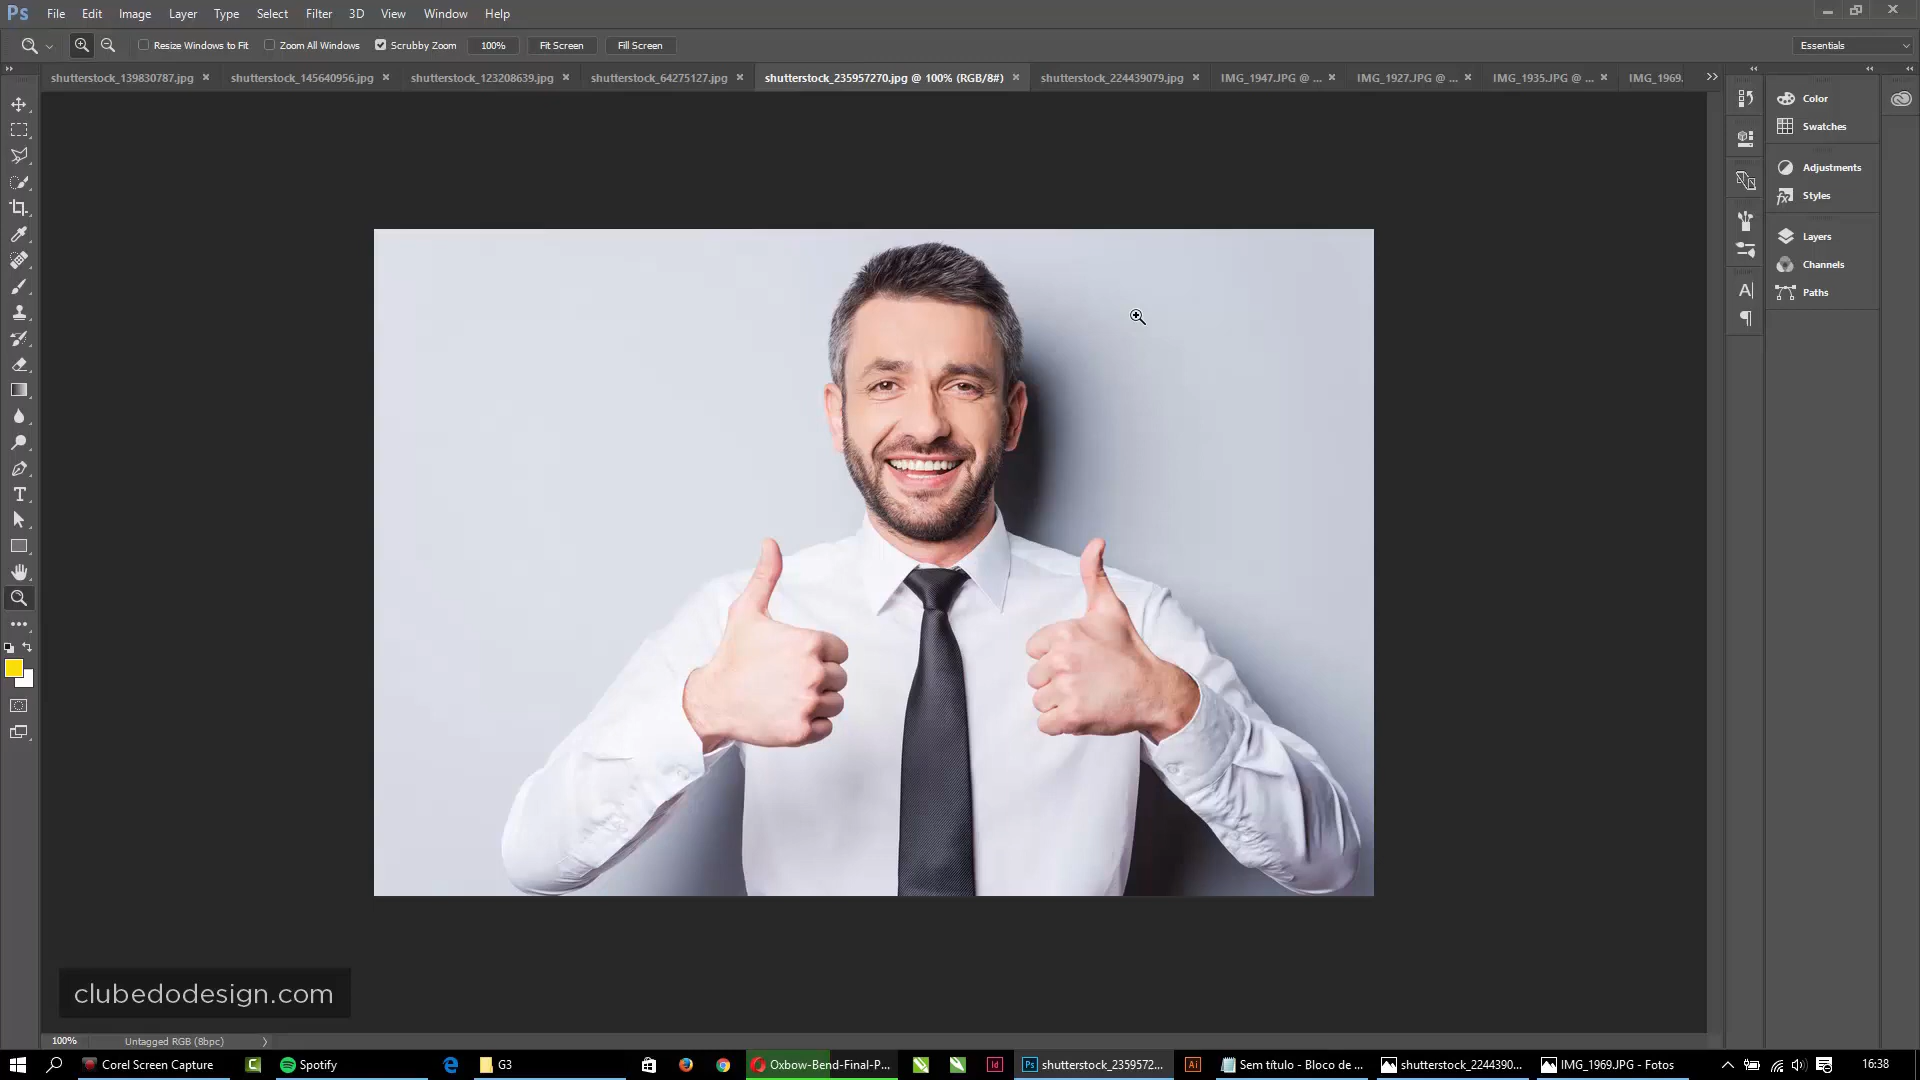 Ps File Edit Image Layer Type Select Filter 3D View Window Help
Resize Windows to Fit Zoom All Windows Scrubby Zoom 100% Fit Screen Fill Screen Essentials
shutterstock_139830787.jpg shutterstock_145640956.jpg shutterstock_123208639.jpg shutterstock_64275127.jpg shutterstock_235957270.jpg @ 100% (RGB/8#) shutterstock_224439079.jpg IMG_1947.JPG @ ... IMG_1927.JPG @ ... IMG_1935.JPG @ ... IMG_1969.
Color
Swatches
Adjustments
Styles
Layers
Channels
Paths
clubedodesign.com
100% Untagged RGB (8bpc)
Corel Screen Capture Spotify G3 Oxbow-Bend-Final-P... Id Ps shutterstock_2359572... Ai Sem título - Bloco de ... shutterstock_2244390... IMG_1969.JPG - Fotos 16:38